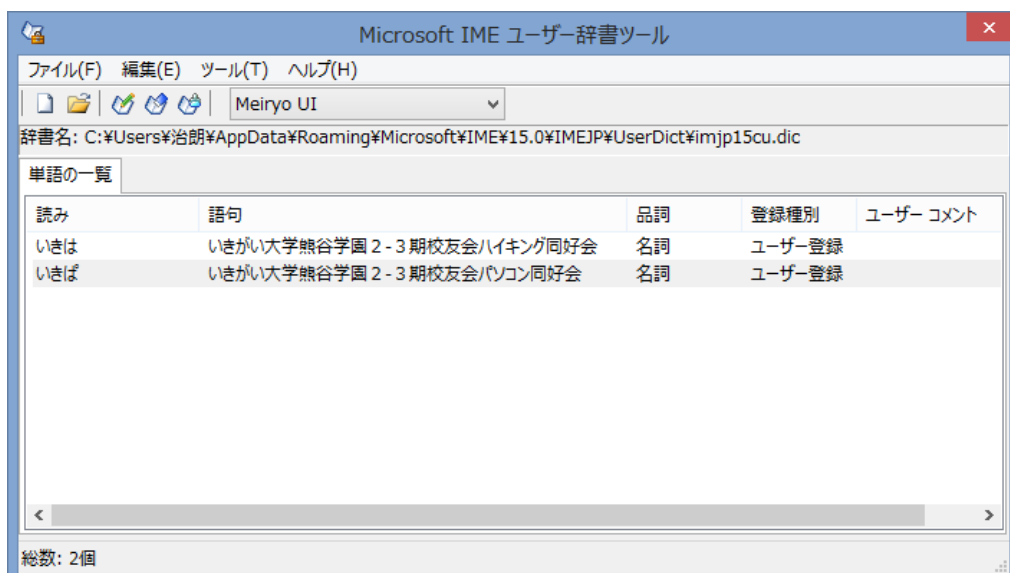 Microsoft IME ユーザー辞書ツール
ファイル(F) 編集(E) ツール(T) ヘルプ(H)
Meiryo UI
辞書名: C:¥Users¥治朗¥AppData¥Roaming¥Microsoft¥IME¥15.0¥IMEJP¥UserDict¥imjp15cu.dic
単語の一覧
読み 語句 品詞 登録種別 ユーザー コメント
いきは いきがい大学熊谷学園２-３期校友会ハイキング同好会 名詞 ユーザー登録
いきぱ いきがい大学熊谷学園２-３期校友会パソコン同好会 名詞 ユーザー登録
総数: 2個